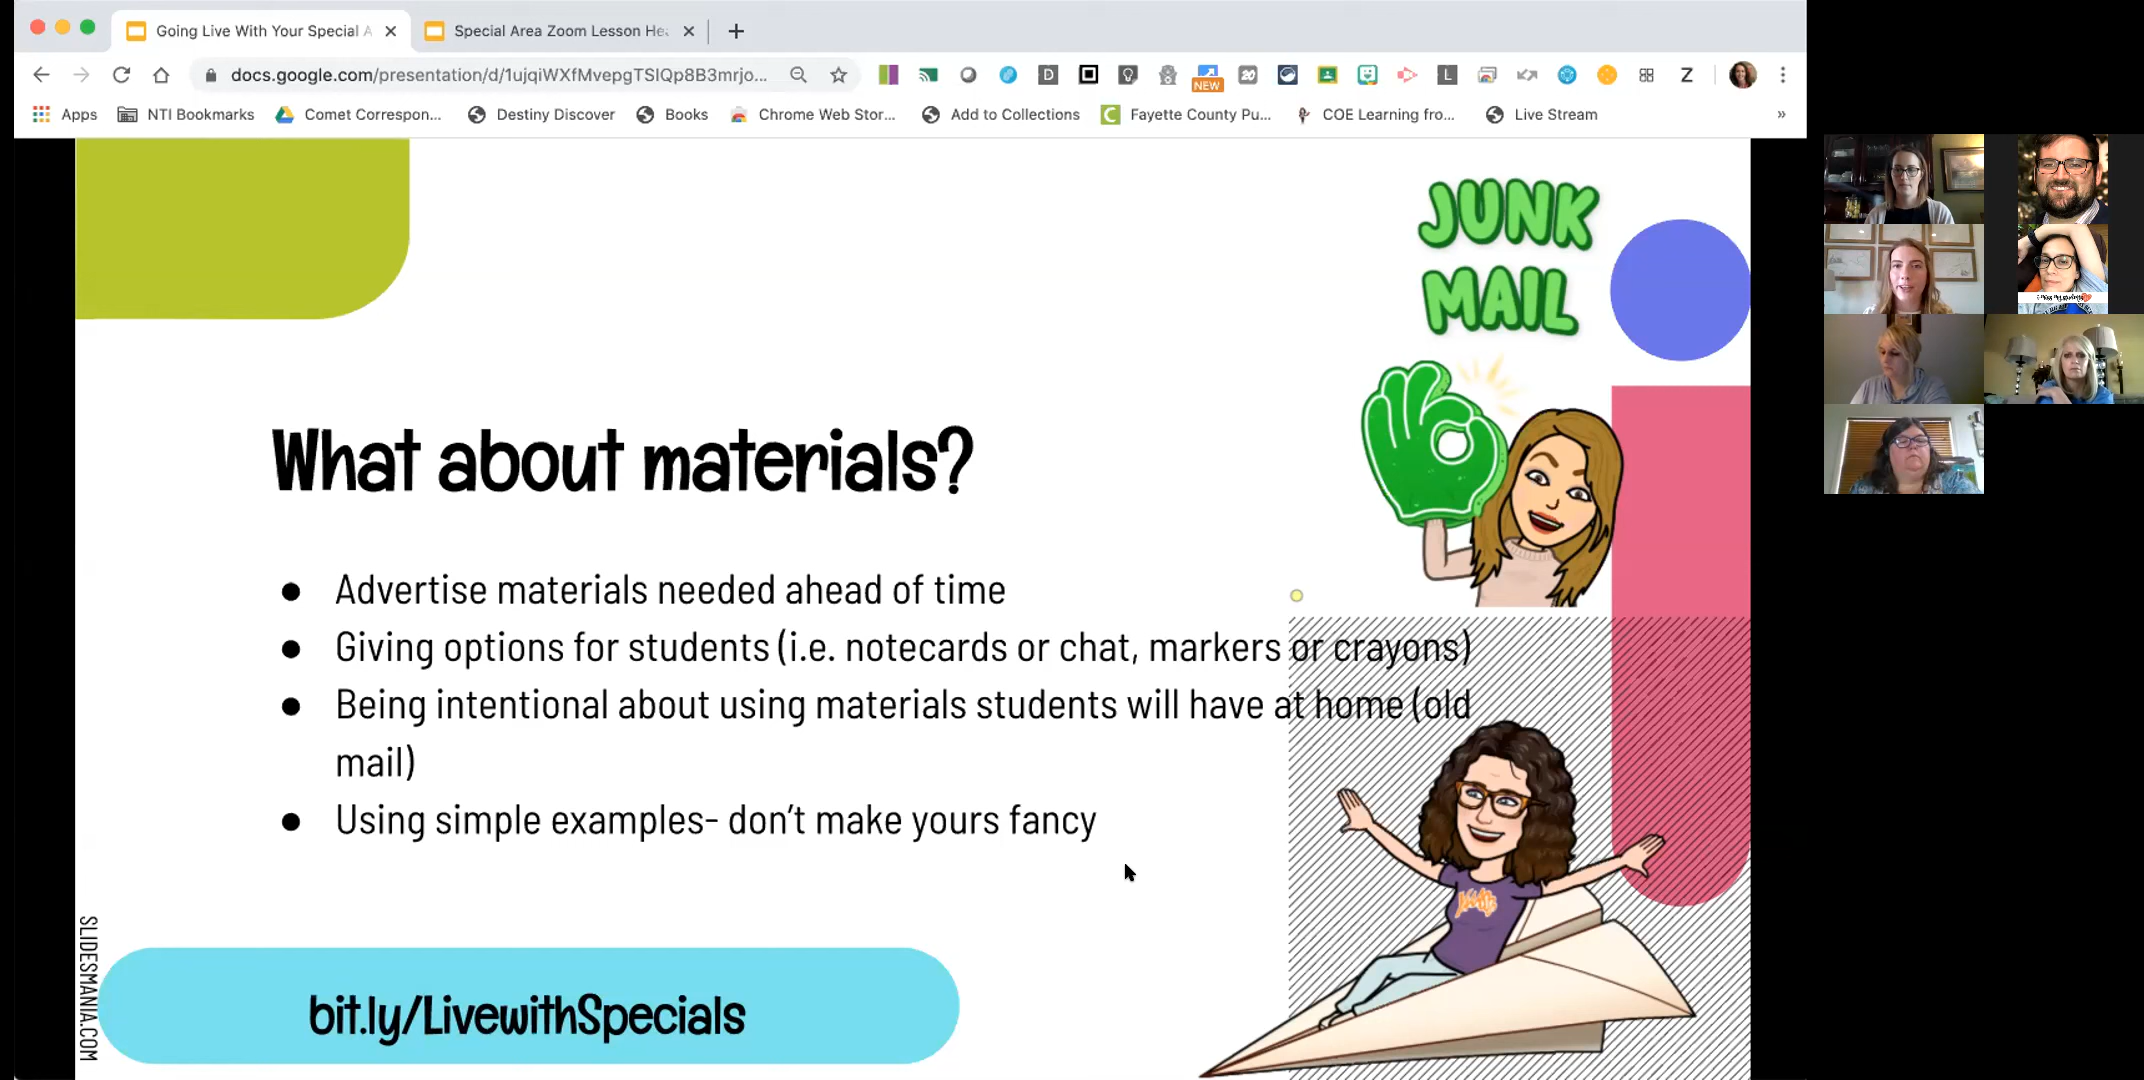 Going Live With Your Special A
Special Area Zoom Lesson He
docs.google.com/presentation/d/1ujqiWXfMvepgTSIQp8B3mrjo...
NEW
Apps
NTI Bookmarks
Comet Correspon...
Destiny Discover
Books
Chrome Web Stor...
Add to Collections
Fayette County Pu...
COE Learning fro...
Live Stream
JUNK
MAIL
What about materials?
● Advertise materials needed ahead of time
● Giving options for students (i.e. notecards or chat, markers or crayons)
● Being intentional about using materials students will have at home (old
mail)
● Using simple examples- don't make yours fancy
SLIDESMANIA.COM
bit.ly/LivewithSpecials